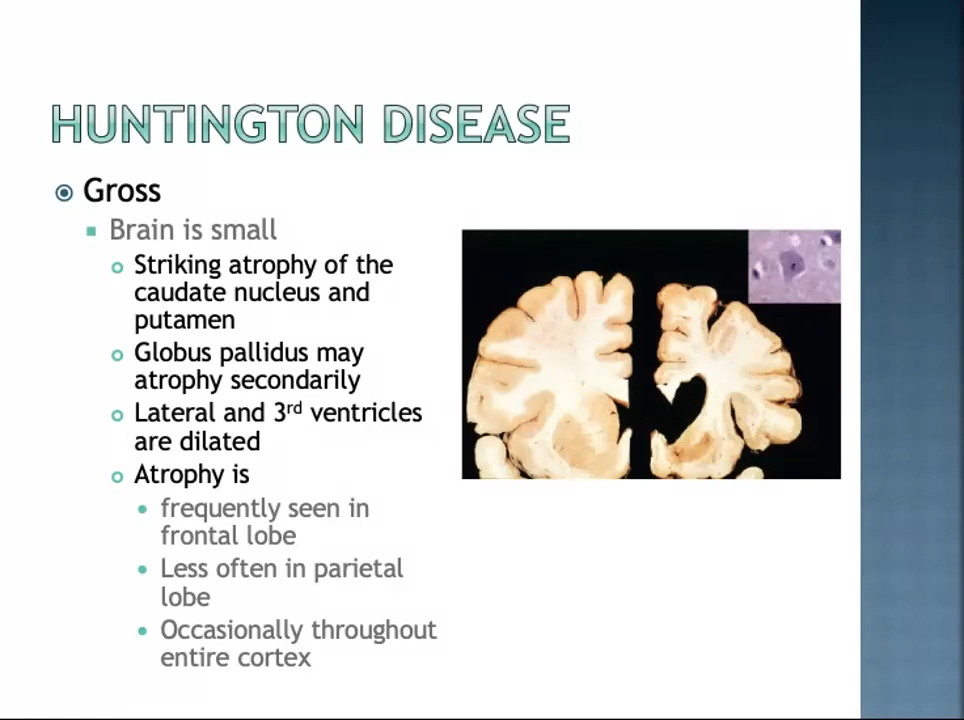 HUNTINGTON DISEASE
Gross
Brain is small
Striking atrophy of the
caudate nucleus and
putamen
Globus pallidus may
atrophy secondarily
Lateral and 3rd ventricles
are dilated
Atrophy is
frequently seen in
frontal lobe
Less often in parietal
lobe
Occasionally throughout
entire cortex